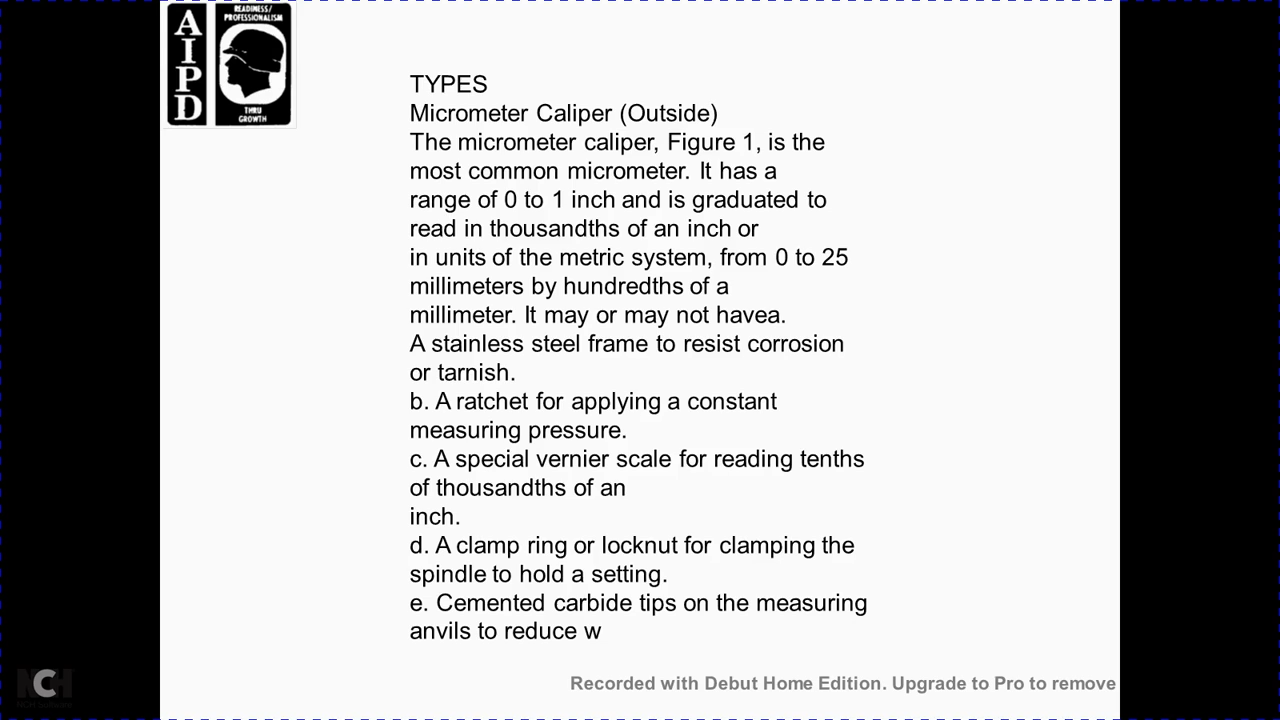 AIPD
READINESS/
PROFESSIONALISM
THRU
GROWTH
TYPES
Micrometer Caliper (Outside)
The micrometer caliper, Figure 1, is the
most common micrometer. It has a
range of 0 to 1 inch and is graduated to
read in thousandths of an inch or
in units of the metric system, from 0 to 25
millimeters by hundredths of a
millimeter. It may or may not havea.
A stainless steel frame to resist corrosion
or tarnish.
b. A ratchet for applying a constant
measuring pressure.
c. A special vernier scale for reading tenths
of thousandths of an
inch.
d. A clamp ring or locknut for clamping the
spindle to hold a setting.
e. Cemented carbide tips on the measuring
anvils to reduce w
NCH
NCH Software
Recorded with Debut Home Edition. Upgrade to Pro to remove